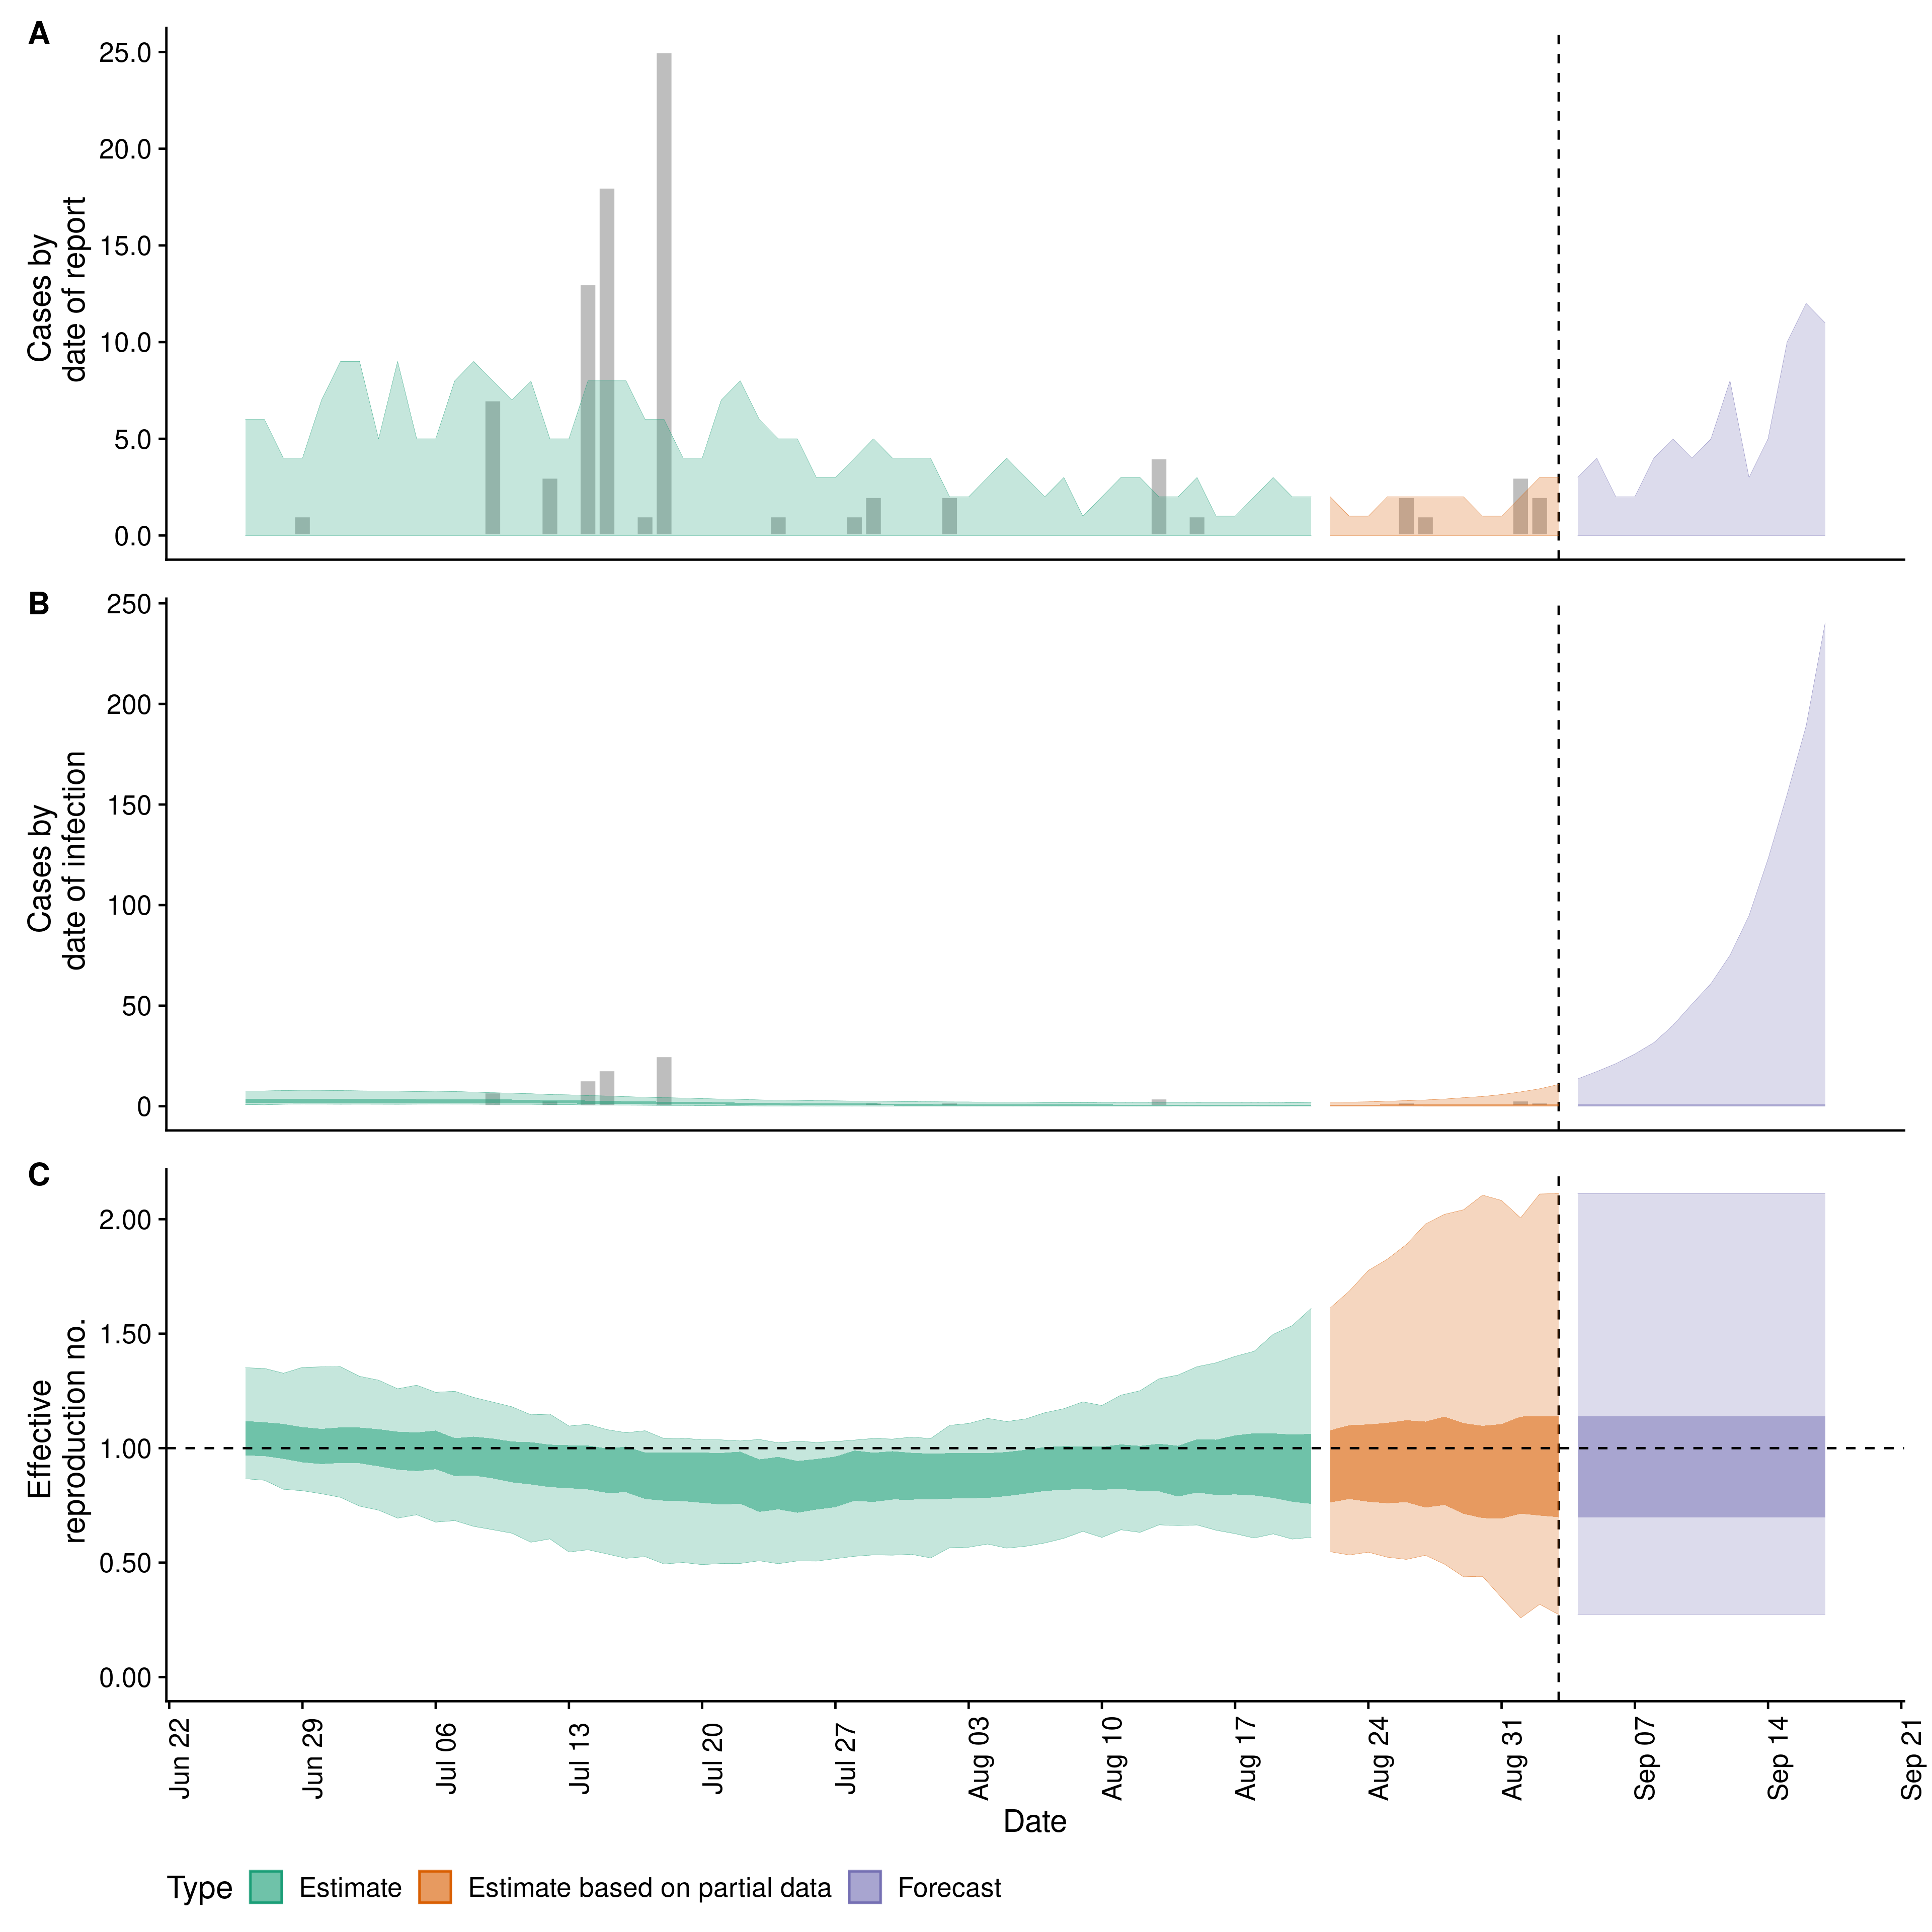 A
25.0
20.0
15.0
10.0
5.0
0.0
Cases by
date of report
B
250
200
150
100
50
0
Cases by
date of infection
C
2.00
1.50
1.00
0.50
0.00
Effective
reproduction no.
Jun 22
Jun 29
Jul 06
Jul 13
Jul 20
Jul 27
Aug 03
Aug 10
Aug 17
Aug 24
Aug 31
Sep 07
Sep 14
Sep 21
Date
Type Estimate Estimate based on partial data Forecast